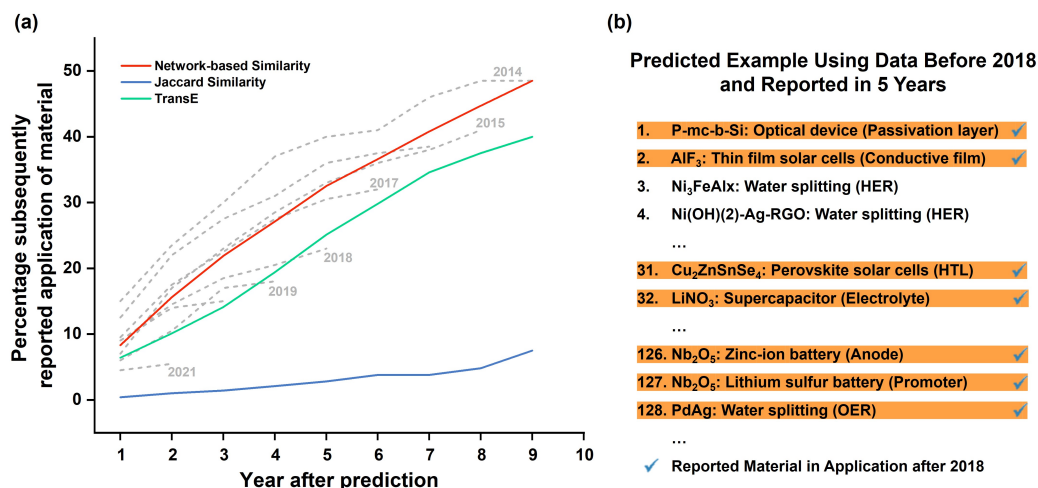 (a)
Percentage subsequently
reported application of material
50
40
30
20
10
0
Network-based Similarity
Jaccard Similarity
TransE
2014
2015
2017
2018
2019
2021
1 2 3 4 5 6 7 8 9 10
Year after prediction
(b)
Predicted Example Using Data Before 2018
and Reported in 5 Years
1. P-mc-b-Si: Optical device (Passivation layer)
2. AlF₃: Thin film solar cells (Conductive film)
3. Ni₃FeAlx: Water splitting (HER)
4. Ni(OH)(2)-Ag-RGO: Water splitting (HER)
...
31. Cu₂ZnSnSe₄: Perovskite solar cells (HTL)
32. LiNO₃: Supercapacitor (Electrolyte)
...
126. Nb₂O₅: Zinc-ion battery (Anode)
127. Nb₂O₅: Lithium sulfur battery (Promoter)
128. PdAg: Water splitting (OER)
...
Reported Material in Application after 2018